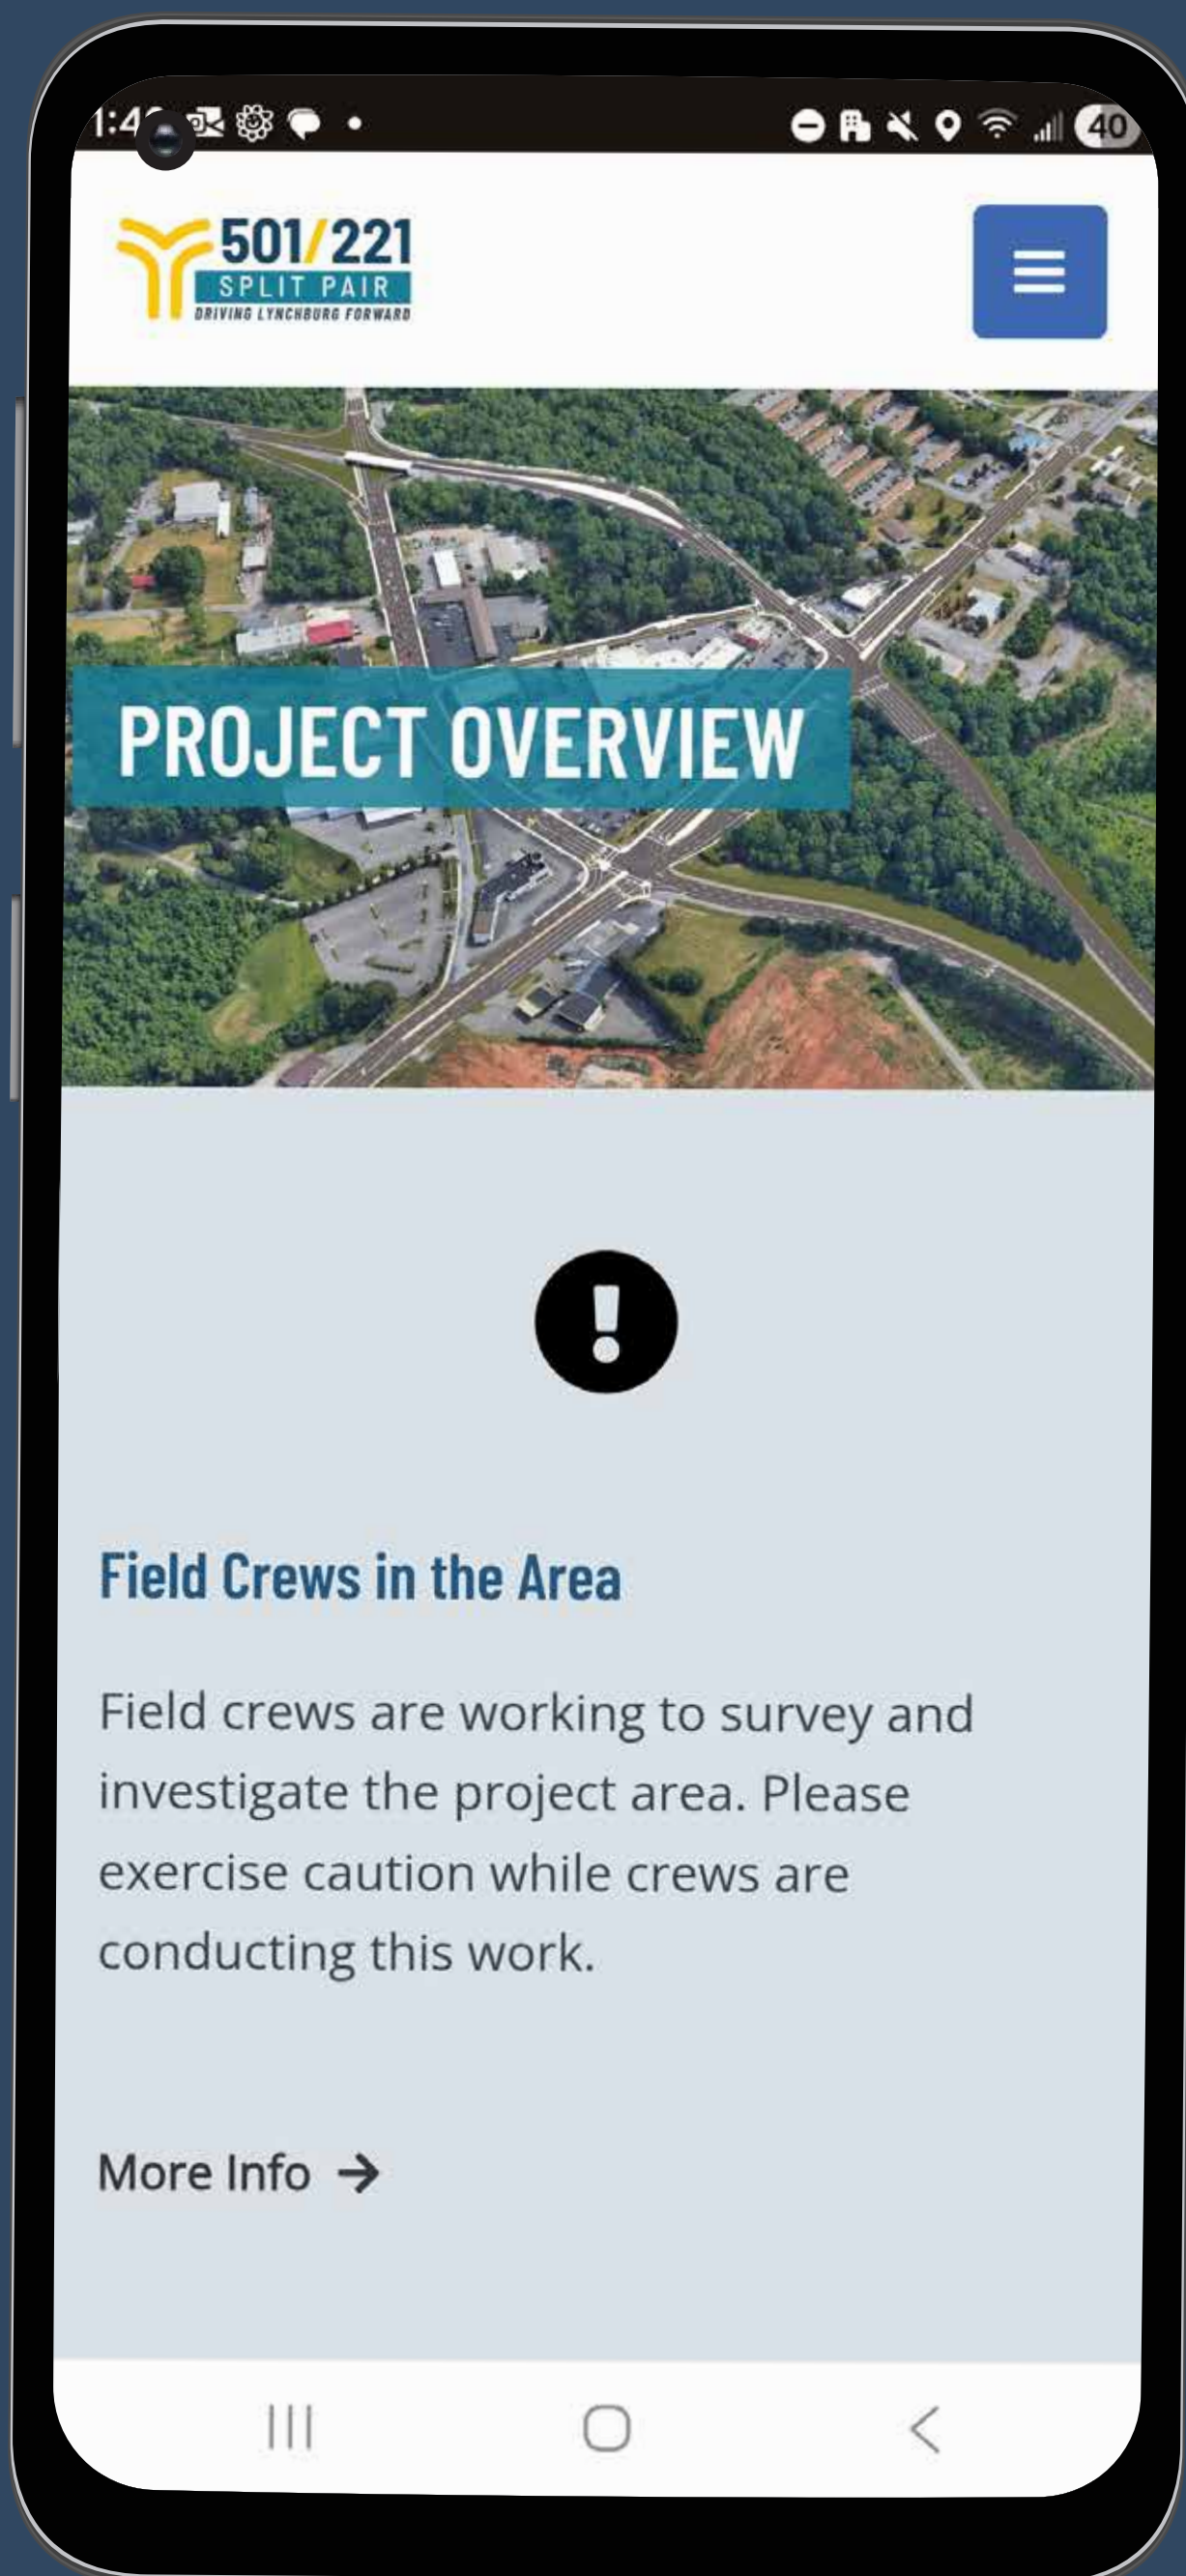 40
501/221
SPLIT PAIR
DRIVING LYNCHBURG FORWARD
PROJECT OVERVIEW
Field Crews in the Area
Field crews are working to survey and
investigate the project area. Please
exercise caution while crews are
conducting this work.
More Info →